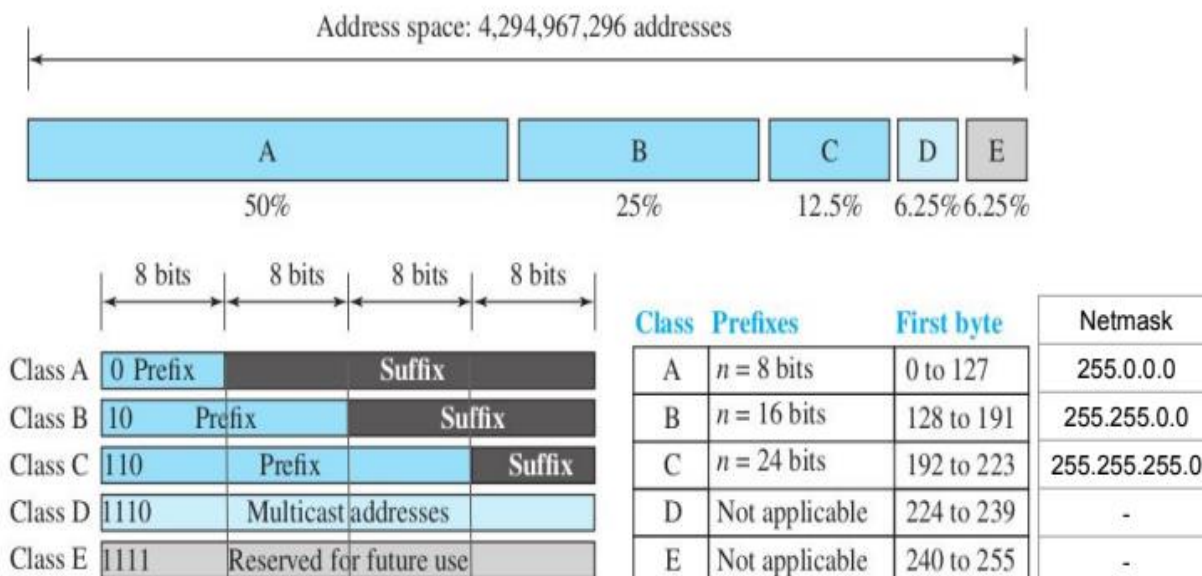 Address space: 4,294,967,296 addresses
A B C D E
50% 25% 12.5% 6.25% 6.25%
8 bits 8 bits 8 bits 8 bits
Class A 0 Prefix Suffix
Class B 10 Prefix Suffix
Class C 110 Prefix Suffix
Class D 1110 Multicast addresses
Class E 1111 Reserved for future use
Class Prefixes First byte Netmask
A n = 8 bits 0 to 127 255.0.0.0
B n = 16 bits 128 to 191 255.255.0.0
C n = 24 bits 192 to 223 255.255.255.0
D Not applicable 224 to 239 -
E Not applicable 240 to 255 -